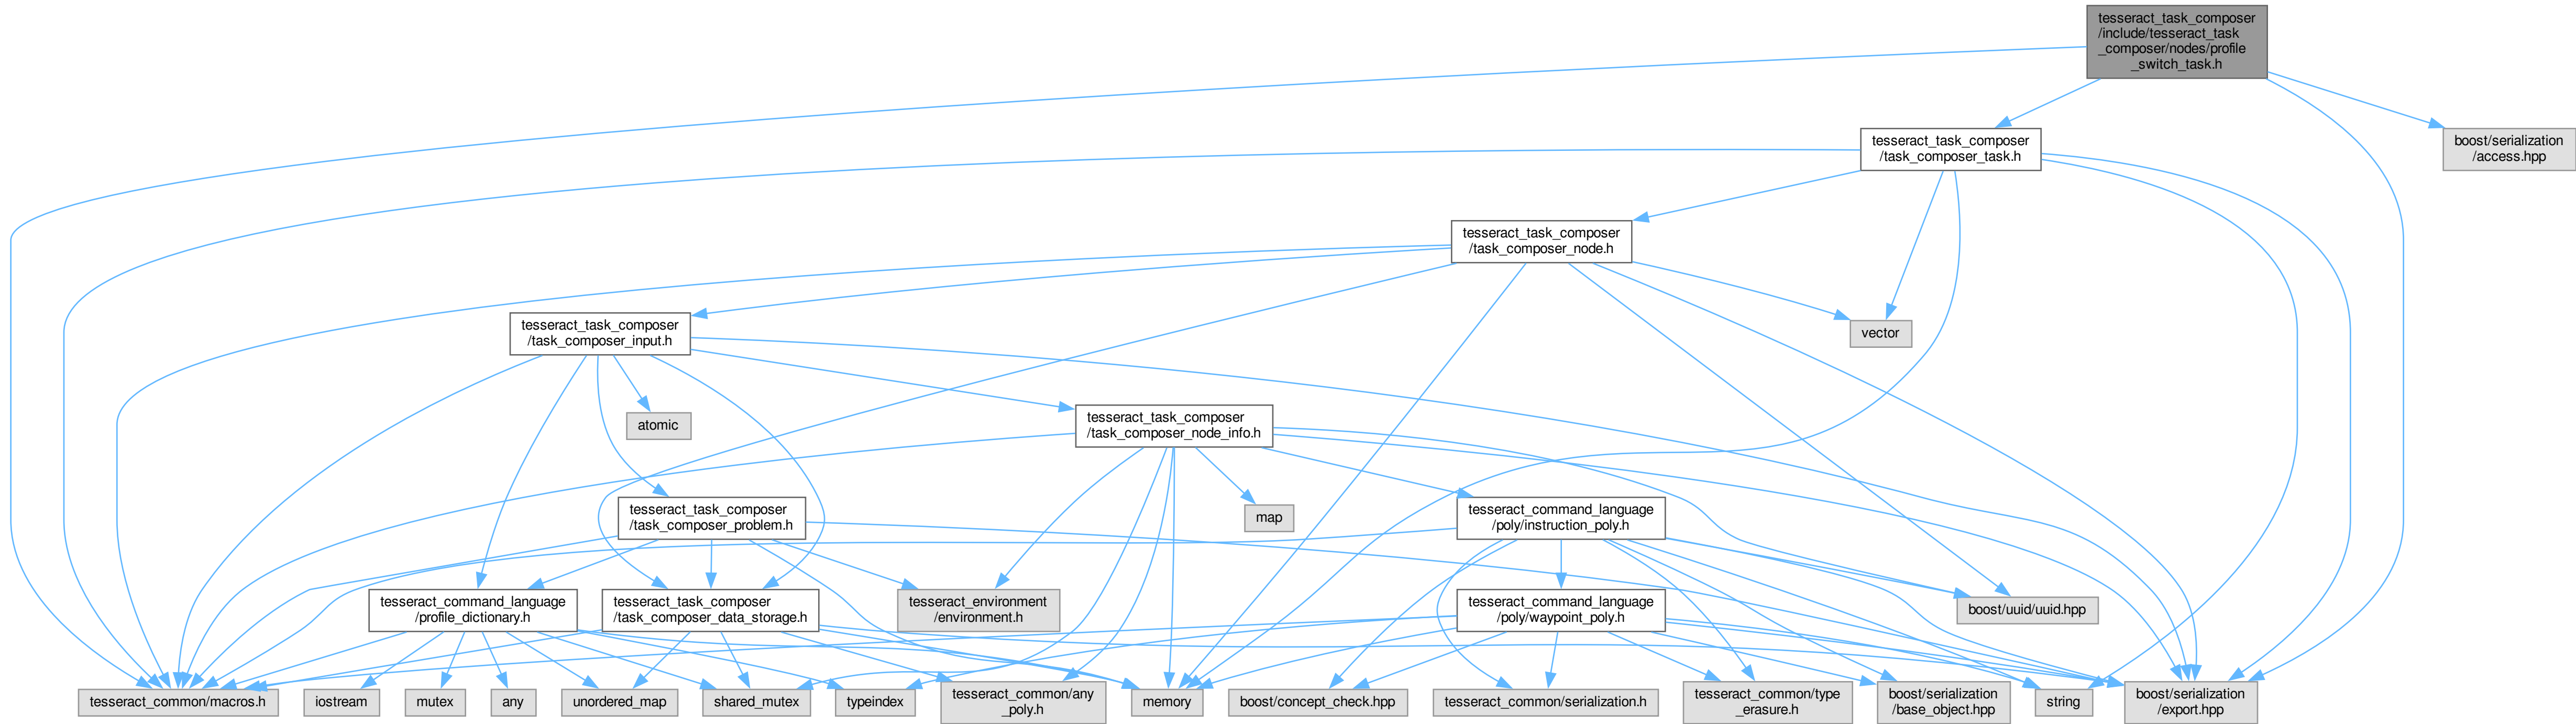 tesseract_task_composer
/include/tesseract_task
_composer/nodes/profile
_switch_task.h
tesseract_task_composer
/task_composer_task.h
boost/serialization
/access.hpp
tesseract_task_composer
/task_composer_node.h
tesseract_task_composer
/task_composer_input.h
vector
atomic
tesseract_task_composer
/task_composer_node_info.h
tesseract_task_composer
/task_composer_problem.h
map
tesseract_command_language
/poly/instruction_poly.h
tesseract_command_language
/profile_dictionary.h
tesseract_task_composer
/task_composer_data_storage.h
tesseract_environment
/environment.h
tesseract_command_language
/poly/waypoint_poly.h
boost/uuid/uuid.hpp
tesseract_common/macros.h
iostream
mutex
any
unordered_map
shared_mutex
typeindex
tesseract_common/any
_poly.h
memory
boost/concept_check.hpp
tesseract_common/serialization.h
tesseract_common/type
_erasure.h
boost/serialization
/base_object.hpp
string
boost/serialization
/export.hpp